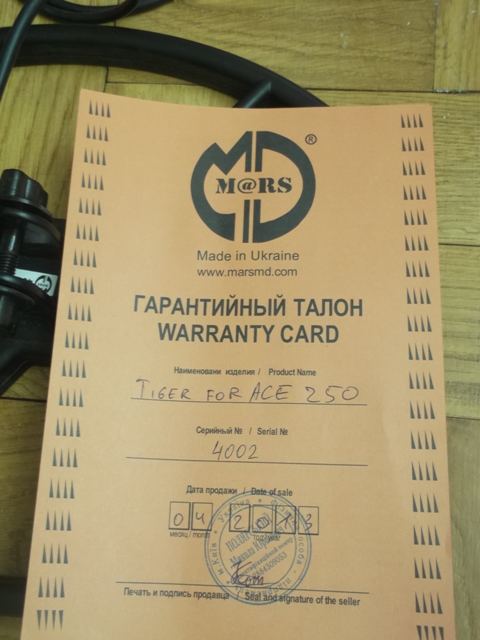 M@RS
®
Made in Ukraine
www.marsmd.com
ГАРАНТИЙНЫЙ ТАЛОН
WARRANTY CARD
Наименовани изделия / Product Name
TIGER FOR ACE 250
Серийный № / Serial №
4002
Дата продажи / Date of sale
04 2013
месяц /
Печать и подпись продавца / Seal and signature of the seller